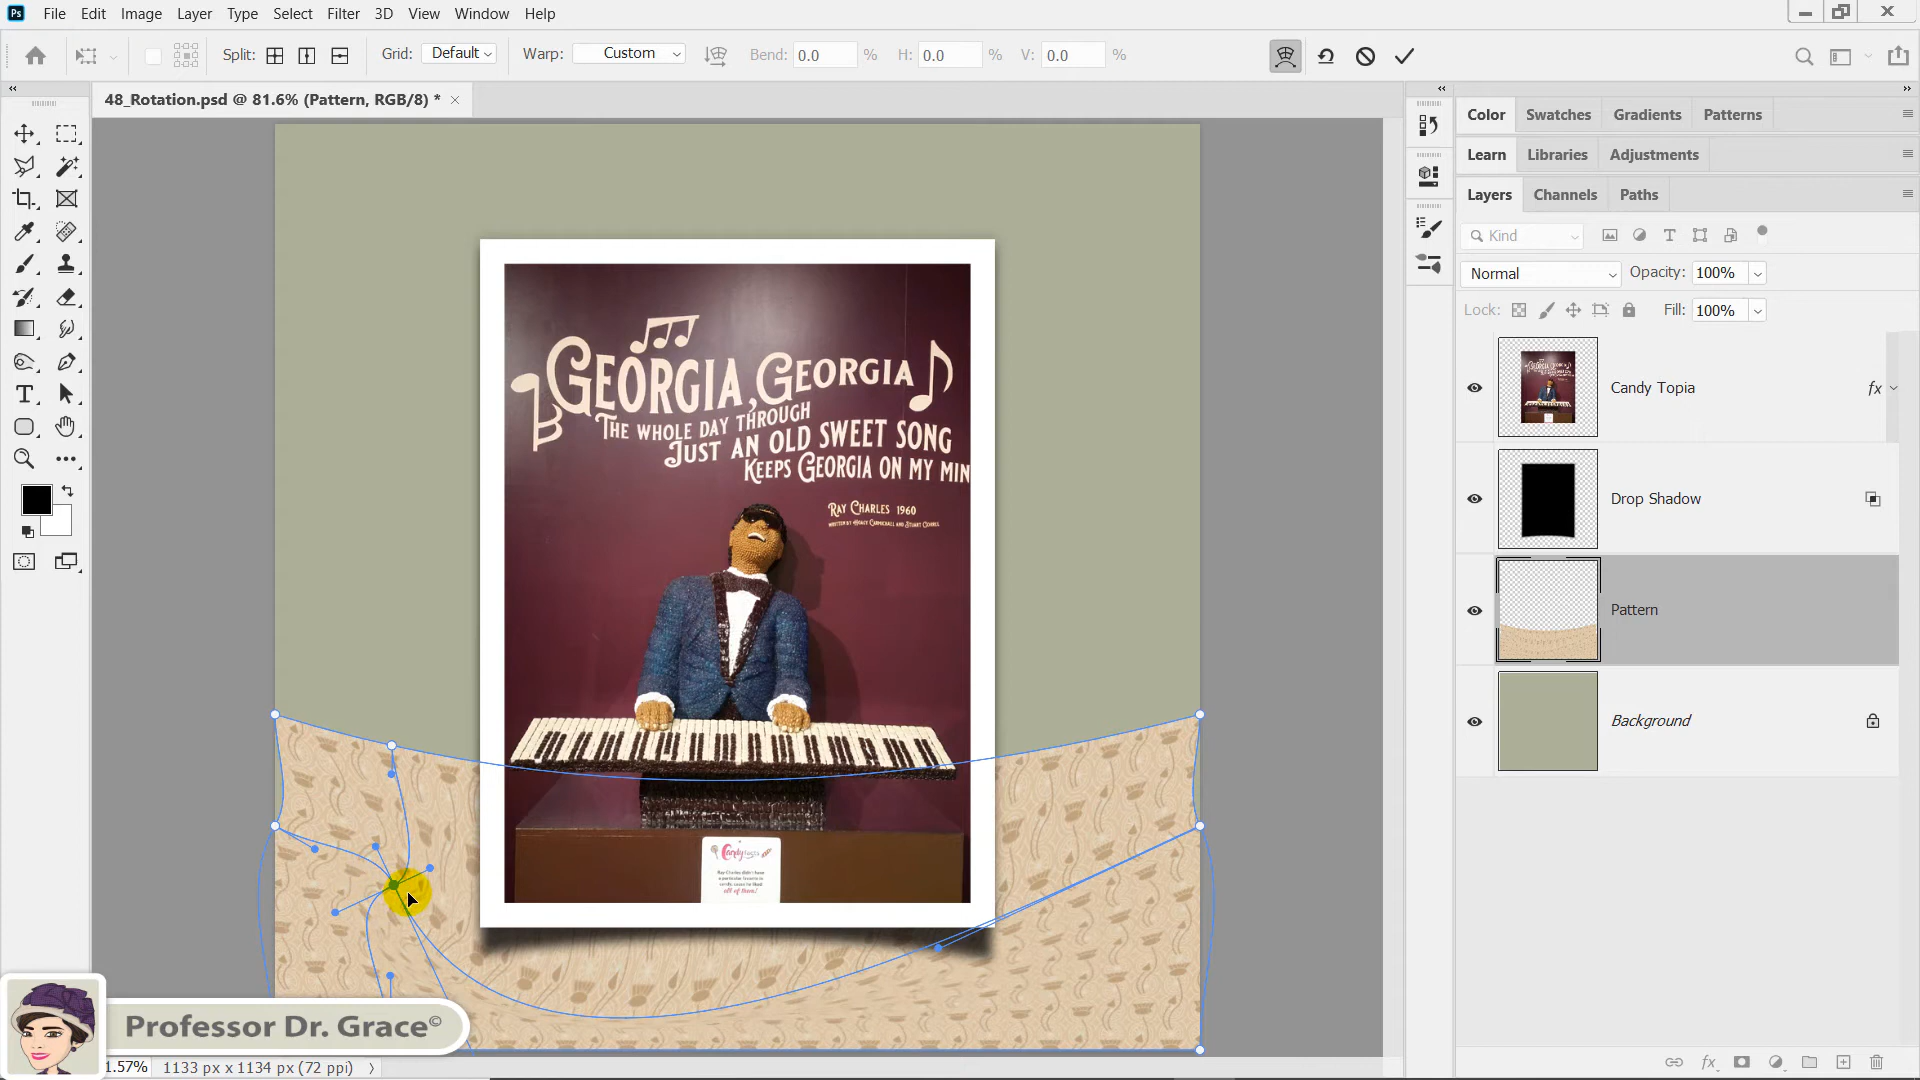 Ps File Edit Image Layer Type Select Filter 3D View Window Help
Split: Grid: Default Warp: Custom Bend: 0.0 % H: 0.0 % V: 0.0 %
48_Rotation.psd @ 81.6% (Pattern, RGB/8) *
Color Swatches Gradients Patterns
Learn Libraries Adjustments
Layers Channels Paths
Kind
Normal Opacity: 100%
Lock: Fill: 100%
Candy Topia fx
Drop Shadow
Pattern
Background
Georgia, Georgia
The whole day through
Just an old sweet song
Keeps Georgia on my min
Ray Charles 1960
Professor Dr. Grace©
1.57% 1133 px x 1134 px (72 ppi)